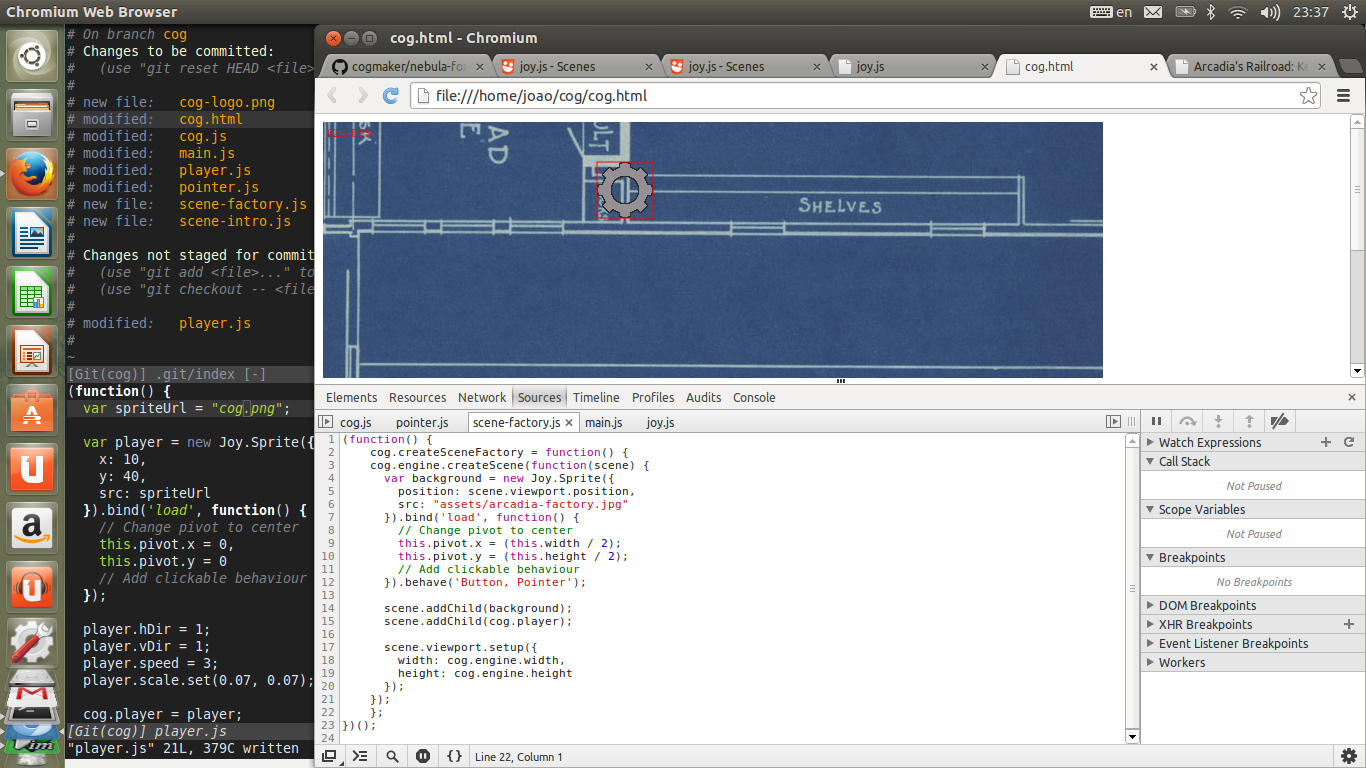 Chromium Web Browser
en
23:37
# On branch cog
# Changes to be committed:
#   (use "git reset HEAD <file>
#
# new file:   cog-logo.png
# modified:   cog.html
# modified:   cog.js
# modified:   main.js
# modified:   player.js
# modified:   pointer.js
# new file:   scene-factory.js
# new file:   scene-intro.js
#
# Changes not staged for commit
#   (use "git add <file>..." to
#   (use "git checkout -- <file
#
# modified:   player.js
#
~
[Git(cog)] .git/index [-]
(function() {
  var spriteUrl = "cog.png";
  var player = new Joy.Sprite({
    x: 10,
    y: 40,
    src: spriteUrl
  }).bind('load', function() {
    // Change pivot to center
    this.pivot.x = 0,
    this.pivot.y = 0
    // Add clickable behaviour
  });
  player.hDir = 1;
  player.vDir = 1;
  player.speed = 3;
  player.scale.set(0.07, 0.07);
  cog.player = player;
[Git(cog)] player.js
"player.js" 21L, 379C written
cog.html - Chromium
cogmaker/nebula-fo
joy.js - Scenes
joy.js - Scenes
joy.js
cog.html
Arcadia's Railroad: Ke
file:///home/joao/cog/cog.html
AD
E
ULT
SHELVES
Elements Resources Network Sources Timeline Profiles Audits Console
cog.js pointer.js scene-factory.js main.js joy.js
1 (function() {
2     cog.createSceneFactory = function() {
3     cog.engine.createScene(function(scene) {
4       var background = new Joy.Sprite({
5         position: scene.viewport.position,
6         src: "assets/arcadia-factory.jpg"
7       }).bind('load', function() {
8         // Change pivot to center
9         this.pivot.x = (this.width / 2);
10         this.pivot.y = (this.height / 2);
11         // Add clickable behaviour
12       }).behave('Button, Pointer');
13
14       scene.addChild(background);
15       scene.addChild(cog.player);
16
17       scene.viewport.setup({
18         width: cog.engine.width,
19         height: cog.engine.height
20       });
21     });
22     };
23 })();
24
Line 22, Column 1
Watch Expressions
Call Stack
Not Paused
Scope Variables
Not Paused
Breakpoints
No Breakpoints
DOM Breakpoints
XHR Breakpoints
Event Listener Breakpoints
Workers